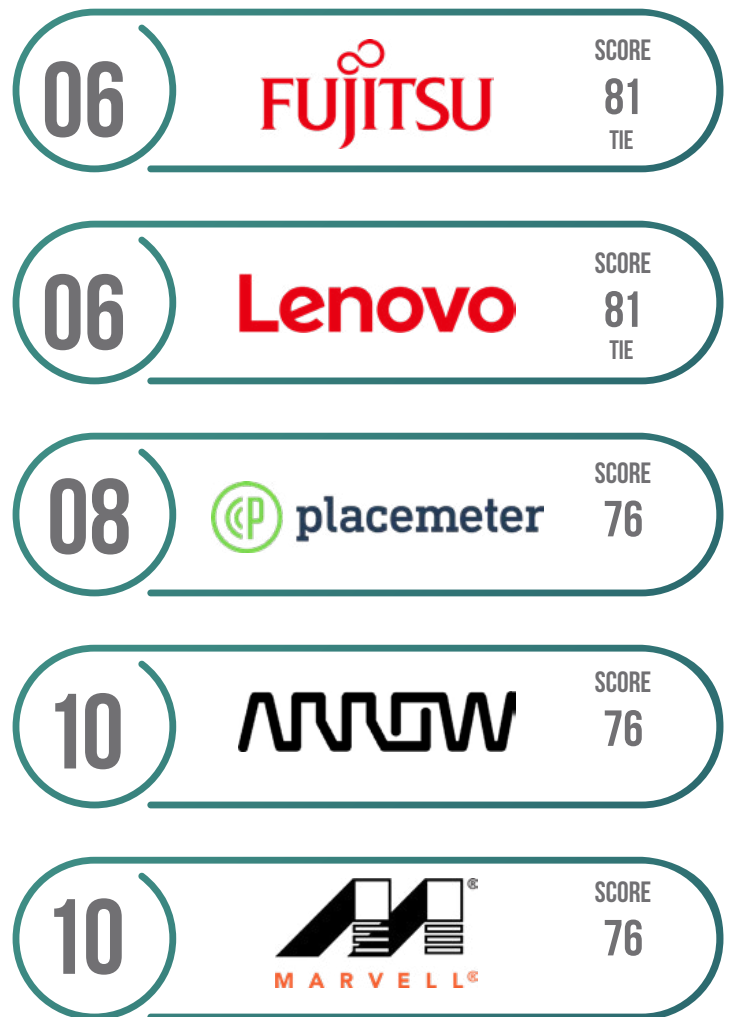 06
FUJITSU
SCORE
81
TIE
06
Lenovo
SCORE
81
TIE
08
placemeter
SCORE
76
10
ARROW
SCORE
76
10
MARVELL®
SCORE
76